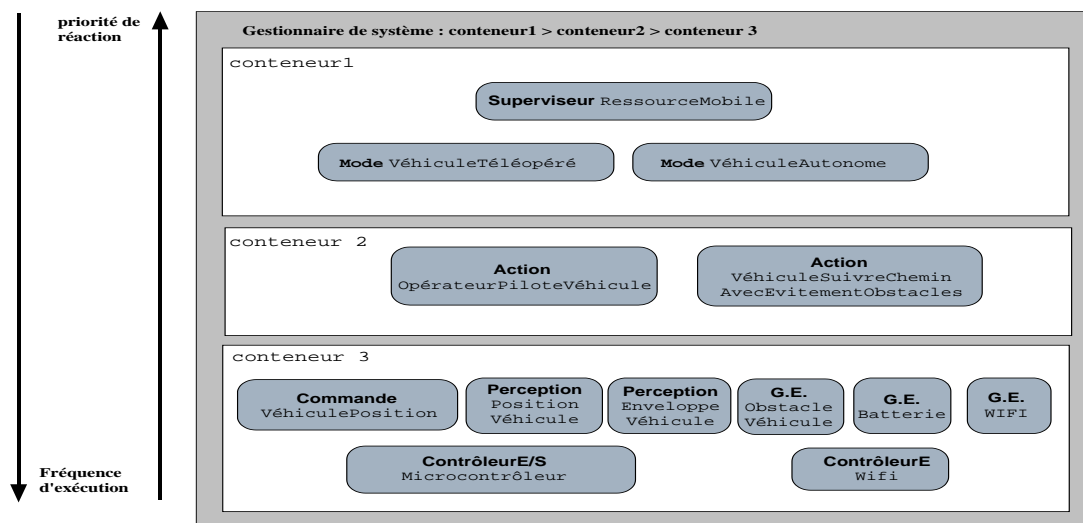 priorité de
réaction
Gestionnaire de système : conteneur1 > conteneur2 > conteneur 3
conteneur1
Superviseur RessourceMobile
Mode VéhiculeTéléopéré
Mode VéhiculeAutonome
conteneur 2
Action
OpérateurPiloteVéhicule
Action
VéhiculeSuivreChemin
AvecEvitementObstacles
conteneur 3
Commande
VéhiculePosition
Perception
Position
Véhicule
Perception
Enveloppe
Véhicule
G.E.
Obstacle
Véhicule
G.E.
Batterie
G.E.
WIFI
ContrôleurE/S
Microcontrôleur
ContrôleurE
Wifi
Fréquence
d'exécution